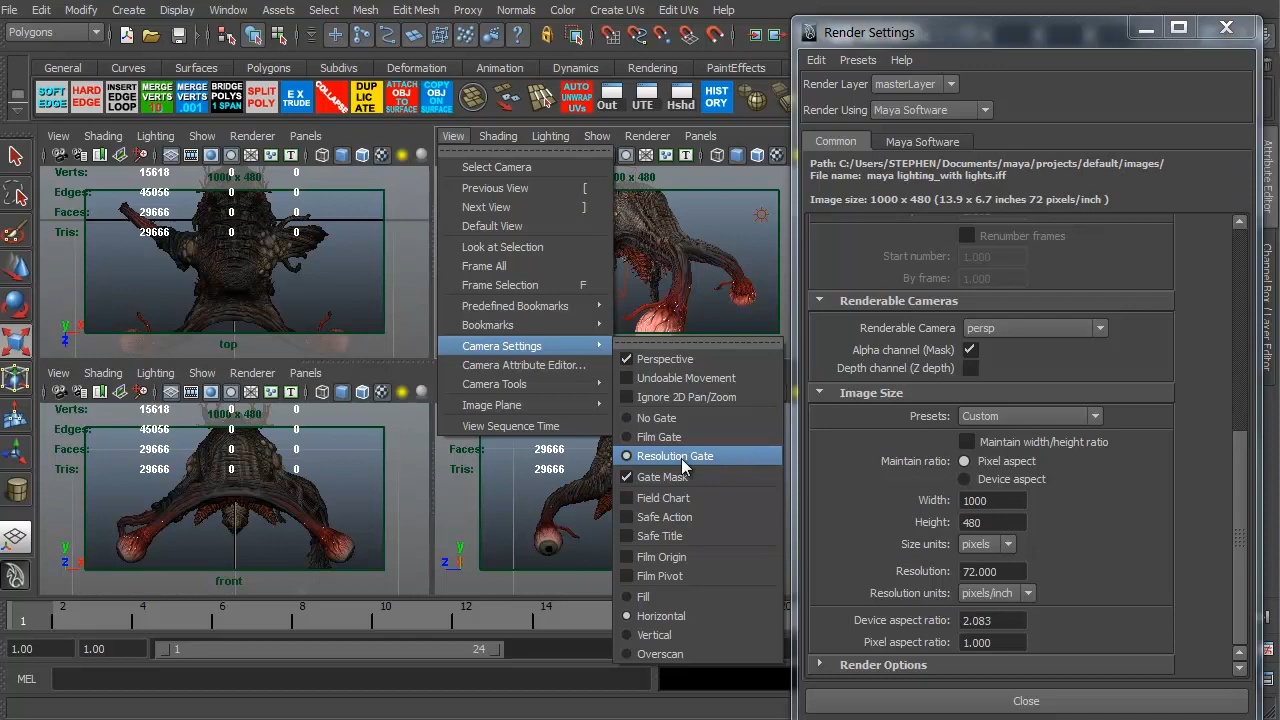 File Edit Modify Create Display Window Assets Select Mesh Edit Mesh Proxy Normals Color Create UVs Edit UVs
Polygons
General Curves Surfaces Polygons Subdivs Deformation Animation Dynamics Rendering PaintEffects
SOFT EDGE
HARD EDGE
INSERT EDGE LOOP
MERGE VERTS 10
MERGE VERTS .001
BRIDGE POLYS 1 SPAN
SPLIT POLY
EX TRUDE
COLLAPSE
DUP LIC ATE
ATTACH OBJ TO SURFACE
COPY OBJ ON SURFACE
AUTO UNWRAP UVs
Out
UTE
Hshd
HIST ORY
View Shading Lighting Show Renderer Panels
Verts: 15618 0 0
Edges: 45056 0 0
Faces: 29666 0 0
Tris: 29666 0 0
1000 x 480
top
View Shading Lighting Show Renderer Panels
Verts: 15618 0 0
Edges: 45056 0 0
Faces: 29666 0 0
Tris: 29666 0 0
front
View Shading Lighting Show Renderer Panels
Select Camera
Previous View [
Next View ]
Default View
Look at Selection
Frame All
Frame Selection F
Predefined Bookmarks
Bookmarks
Camera Settings
Camera Attribute Editor...
Camera Tools
Image Plane
View Sequence Time
Perspective
Undoable Movement
Ignore 2D Pan/Zoom
No Gate
Film Gate
Resolution Gate
Gate Mask
Field Chart
Safe Action
Safe Title
Film Origin
Film Pivot
Fill
Horizontal
Vertical
Overscan
Faces: 29666
Tris: 29666
2 4 6 8 10 12 14
1
1.00 1.00 1 24
MEL
Render Settings
Edit Presets Help
Render Layer masterLayer
Render Using Maya Software
Common Maya Software
Path: C:/Users/STEPHEN/Documents/maya/projects/default/images/
File name: maya lighting_with lights.iff
Image size: 1000 x 480 (13.9 x 6.7 inches 72 pixels/inch )
Renumber frames
Start number: 1.000
By frame: 1.000
Renderable Cameras
Renderable Camera persp
Alpha channel (Mask)
Depth channel (Z depth)
Image Size
Presets: Custom
Maintain width/height ratio
Maintain ratio: Pixel aspect
Device aspect
Width: 1000
Height: 480
Size units: pixels
Resolution: 72.000
Resolution units: pixels/inch
Device aspect ratio: 2.083
Pixel aspect ratio: 1.000
Render Options
Close
Attribute Editor
Channel Box / Layer Editor